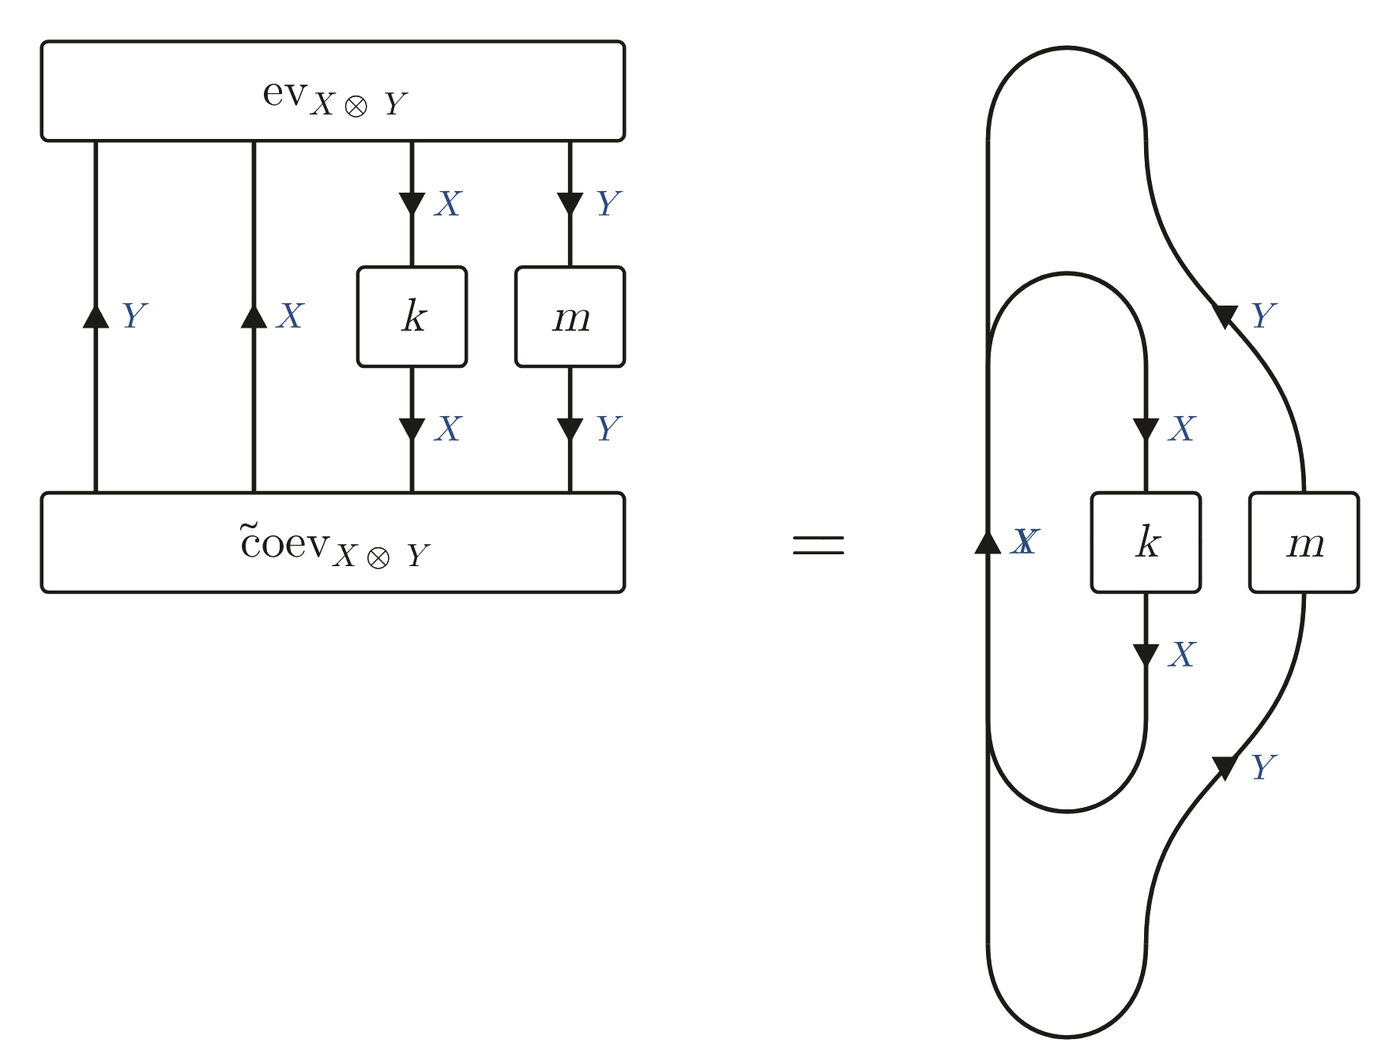 ev_{X ⊗ Y}
X Y
Y X k m
X Y
c̃oev_{X ⊗ Y}
=
Y
X
k m
X
Y